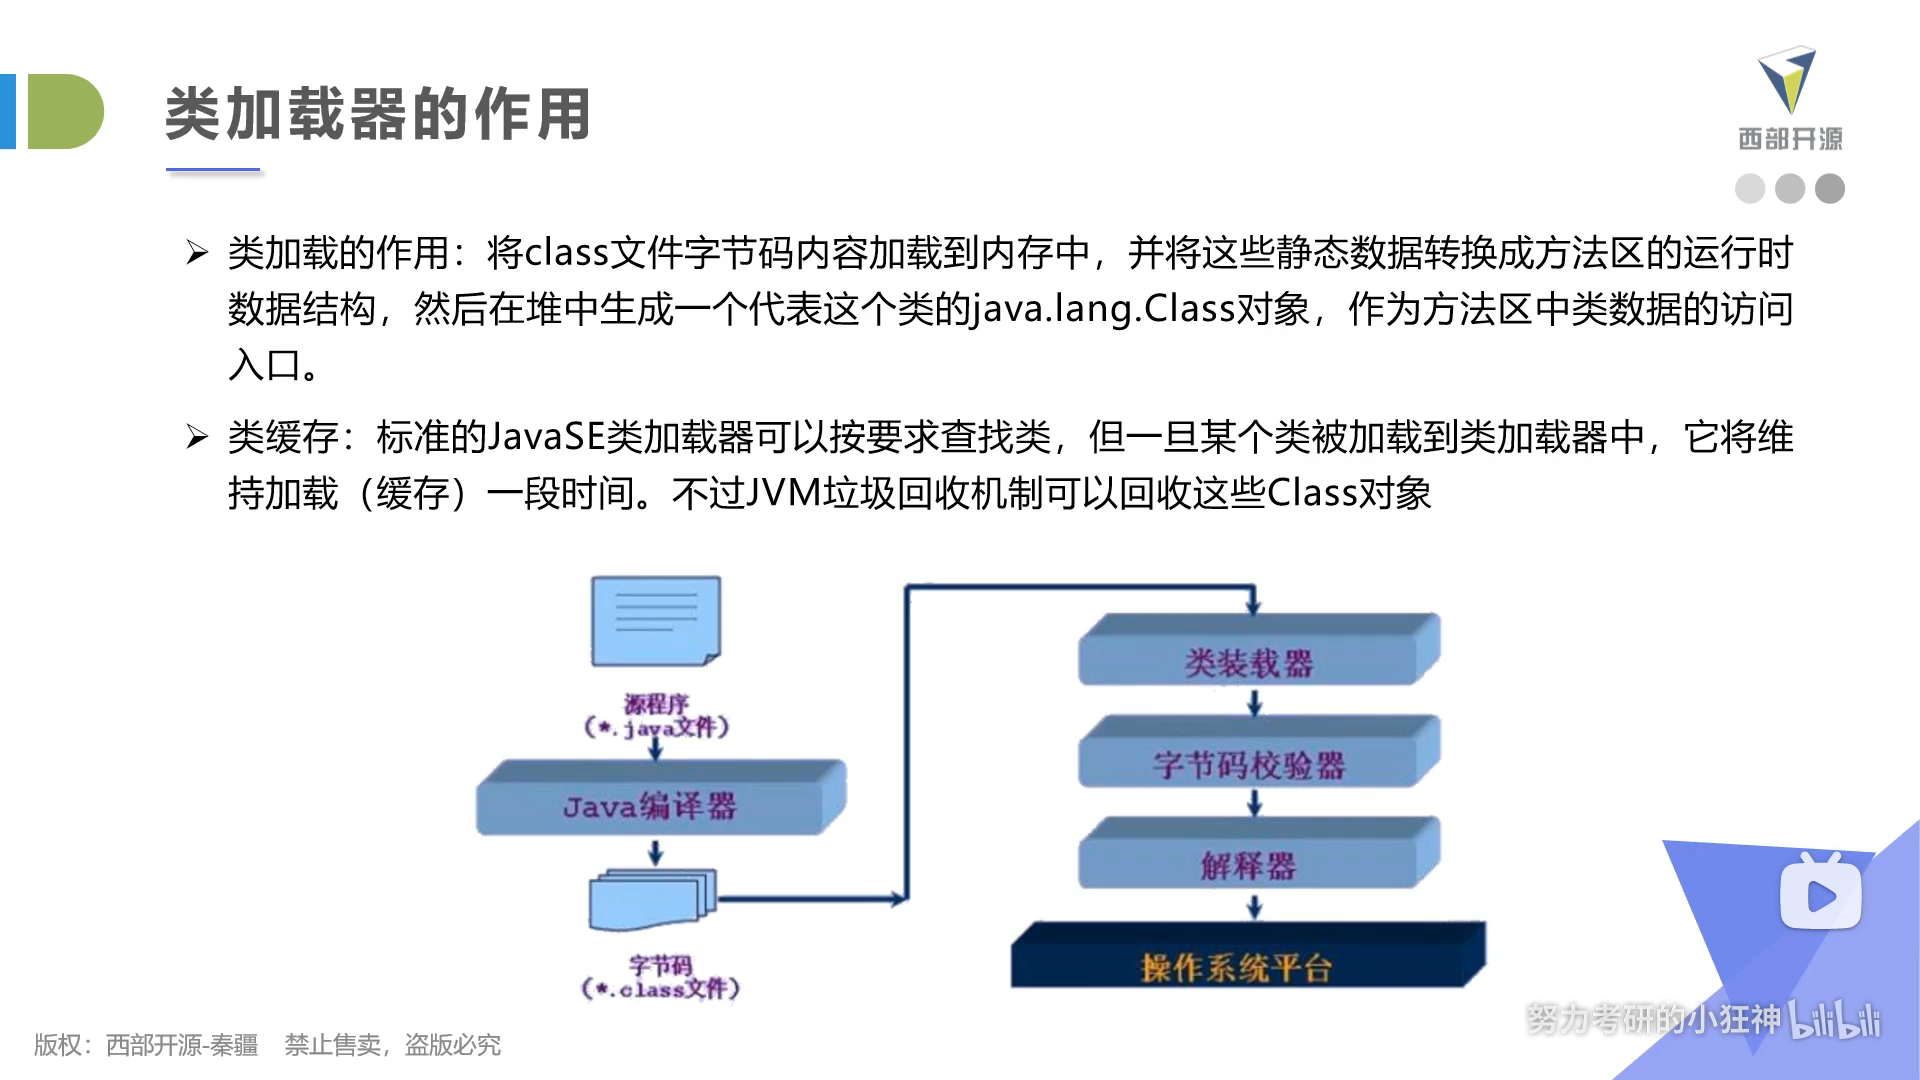 类加载器的作用
西部开源
类加载的作用：将class文件字节码内容加载到内存中，并将这些静态数据转换成方法区的运行时
数据结构，然后在堆中生成一个代表这个类的java.lang.Class对象，作为方法区中类数据的访问
入口。
类缓存：标准的JavaSE类加载器可以按要求查找类，但一旦某个类被加载到类加载器中，它将维
持加载（缓存）一段时间。不过JVM垃圾回收机制可以回收这些Class对象
源程序
(*.java文件)
Java编译器
字节码
(*.class文件)
类装载器
字节码校验器
解释器
操作系统平台
努力考研的小狂神 bilibili
版权：西部开源-秦疆 禁止售卖，盗版必究